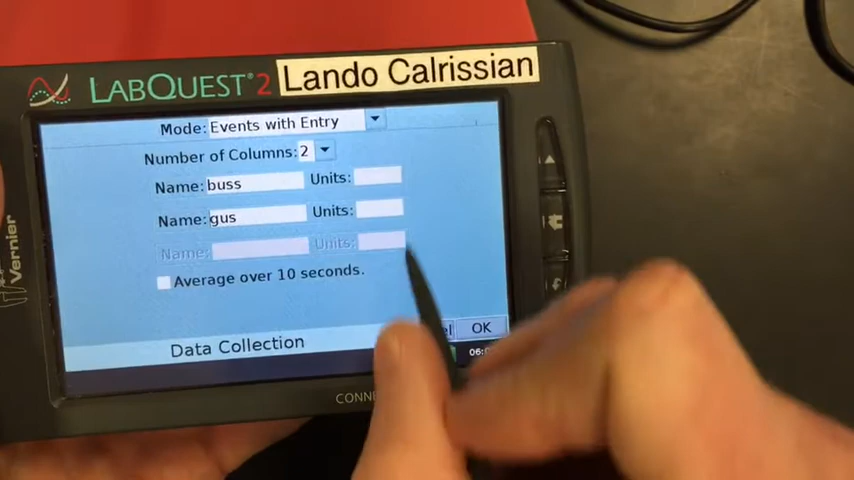 LABQUEST® 2
Lando Calrissian
Mode: Events with Entry
Number of Columns: 2
Name: buss Units:
Name: gus Units:
Name: Units:
Average over 10 seconds.
OK
Data Collection
Vernier